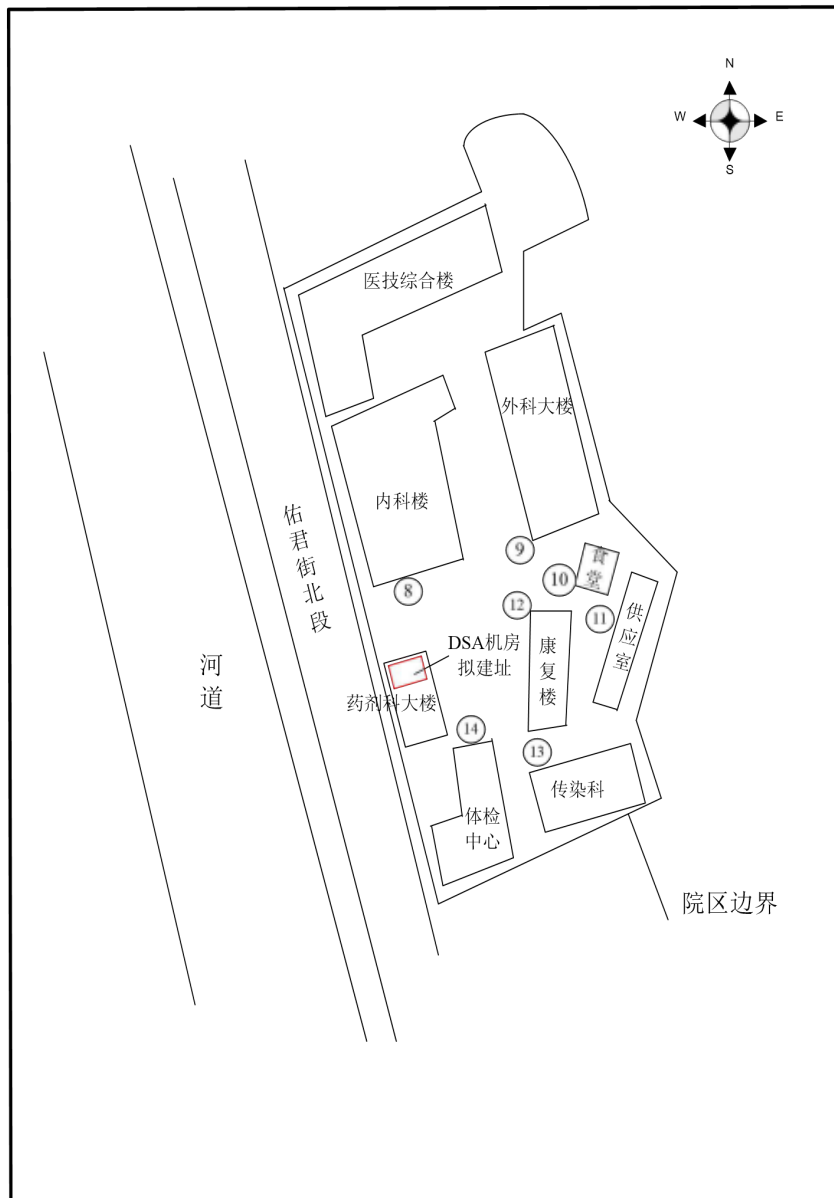 N
W
E
S
医技综合楼
外科大楼
内科楼
佑君街北段
⑨
食堂
⑩
⑧
⑫
⑪
供应室
河道
DSA机房
拟建址
康复楼
药剂科大楼
⑭
⑬
传染科
体检
中心
院区边界